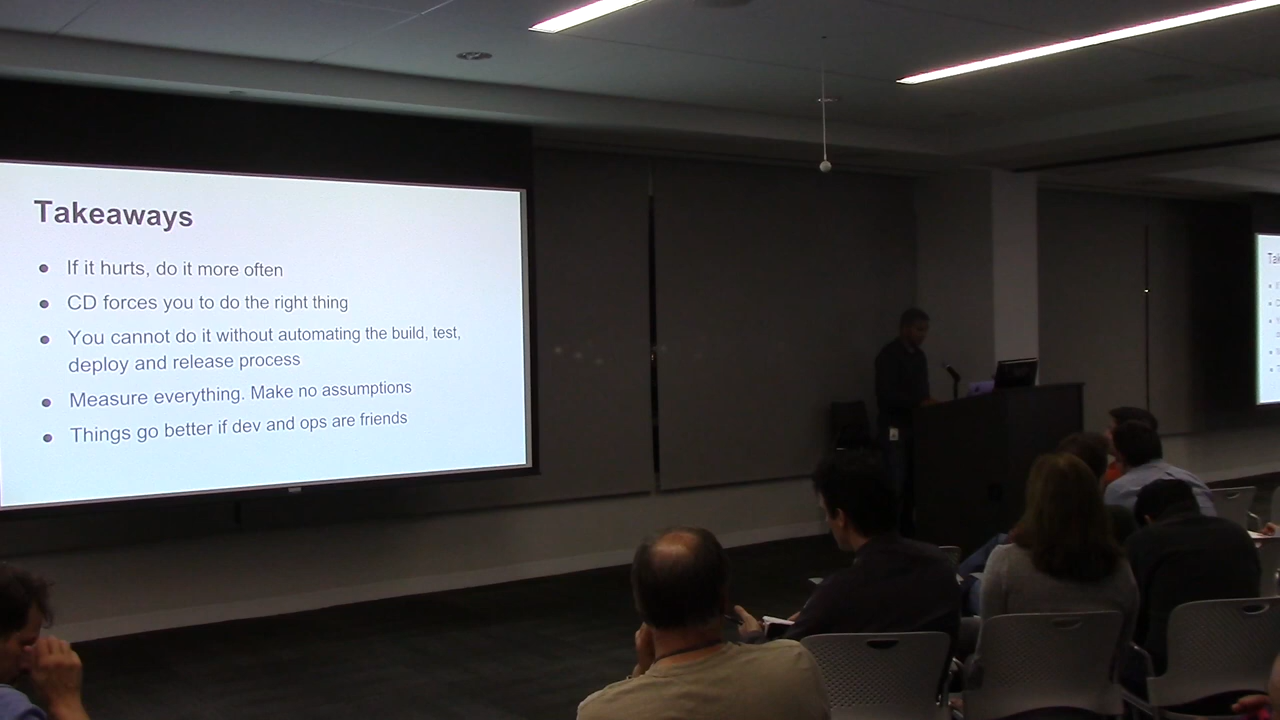 Takeaways
If it hurts, do it more often
CD forces you to do the right thing
You cannot do it without automating the build, test,
deploy and release process
Measure everything. Make no assumptions
Things go better if dev and ops are friends